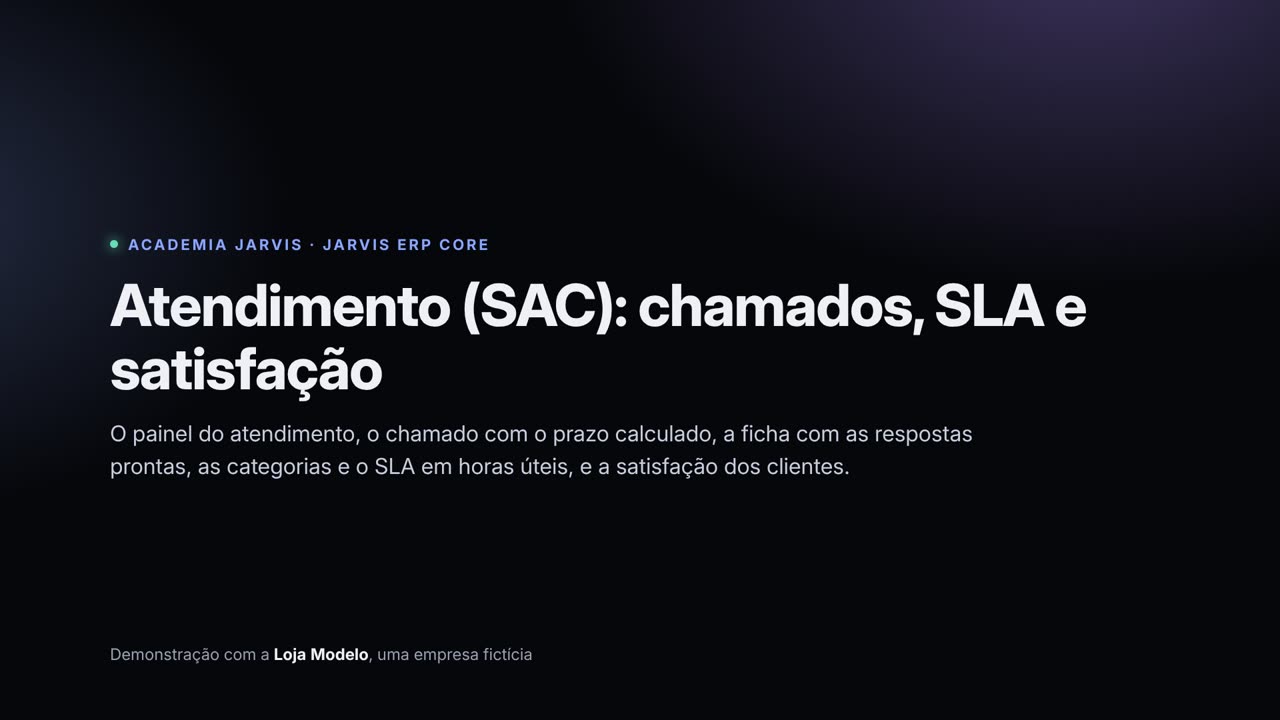 ACADEMIA JARVIS · JARVIS ERP CORE
Atendimento (SAC): chamados, SLA e
satisfação
O painel do atendimento, o chamado com o prazo calculado, a ficha com as respostas
prontas, as categorias e o SLA em horas úteis, e a satisfação dos clientes.
Demonstração com a Loja Modelo, uma empresa fictícia